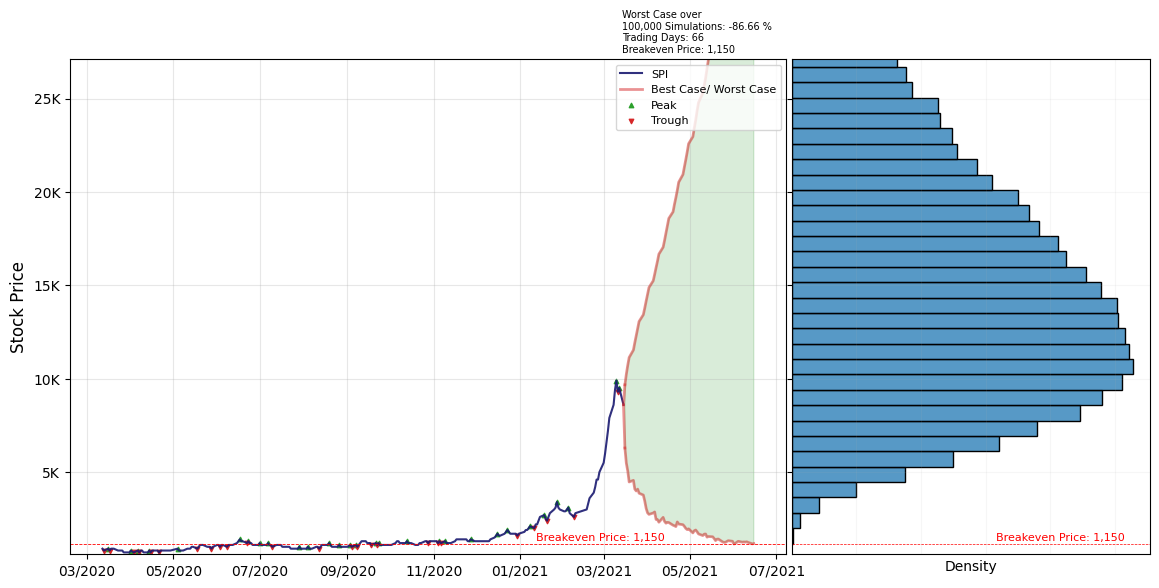 Worst Case over
100,000 Simulations: -86.66 %
Trading Days: 66
Breakeven Price: 1,150
SPI
Best Case/ Worst Case
Peak
Trough
25K
20K
15K
10K
5K
Stock Price
Breakeven Price: 1,150
Breakeven Price: 1,150
03/2020 05/2020 07/2020 09/2020 11/2020 01/2021 03/2021 05/2021 07/2021
Density